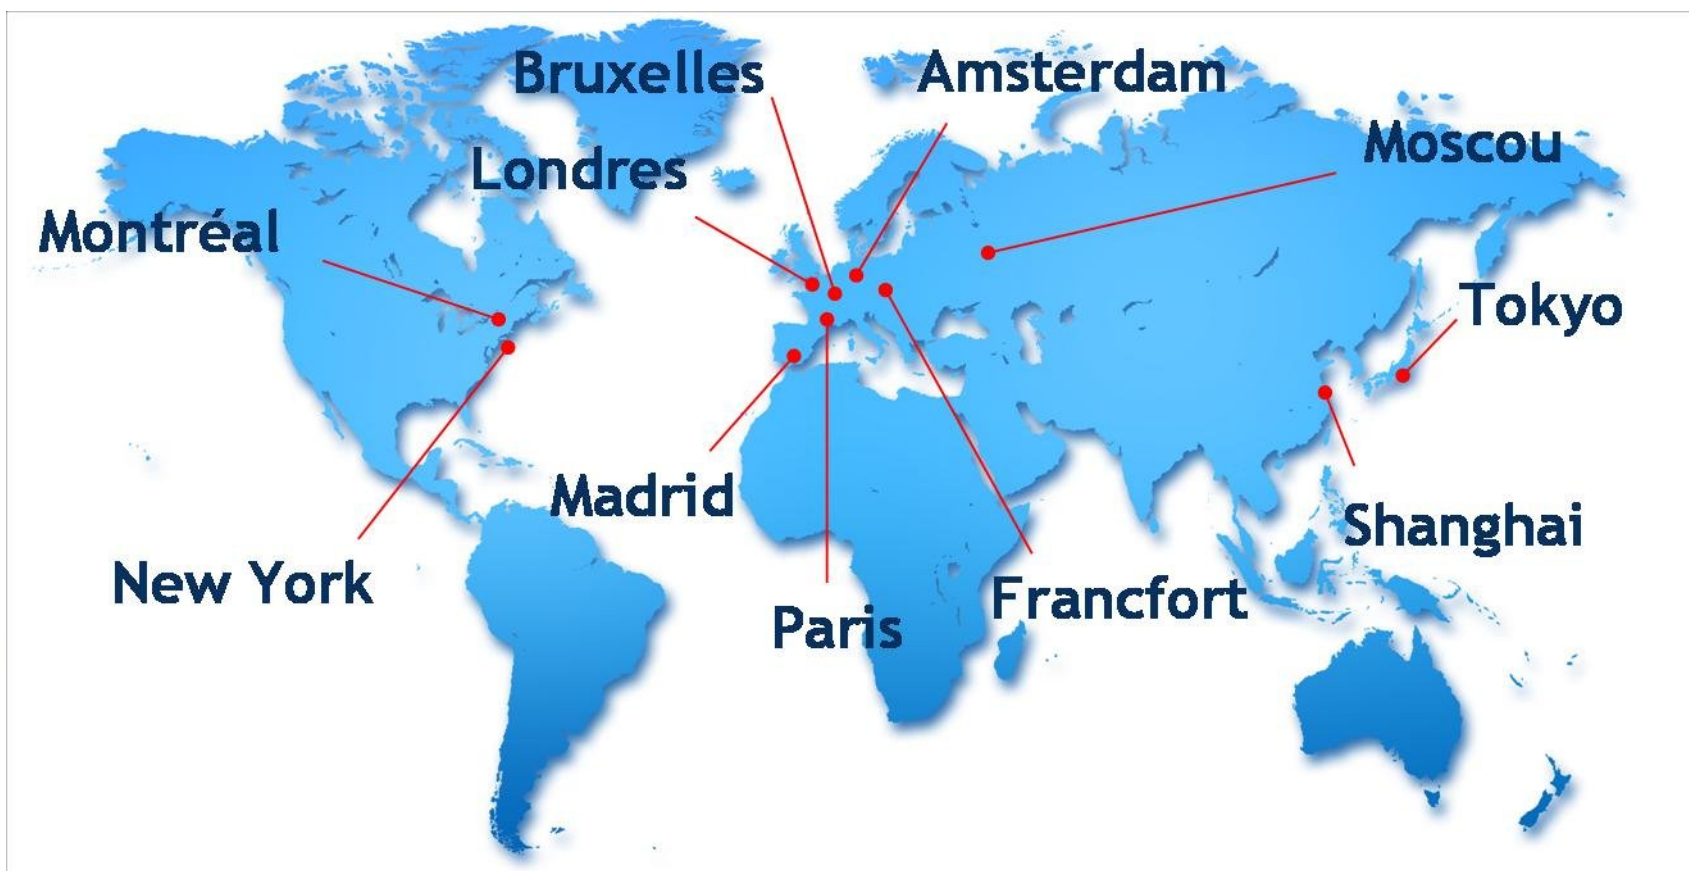 Bruxelles
Amsterdam
Moscou
Londres
Montréal
Tokyo
Madrid
Shanghai
New York
Francfort
Paris